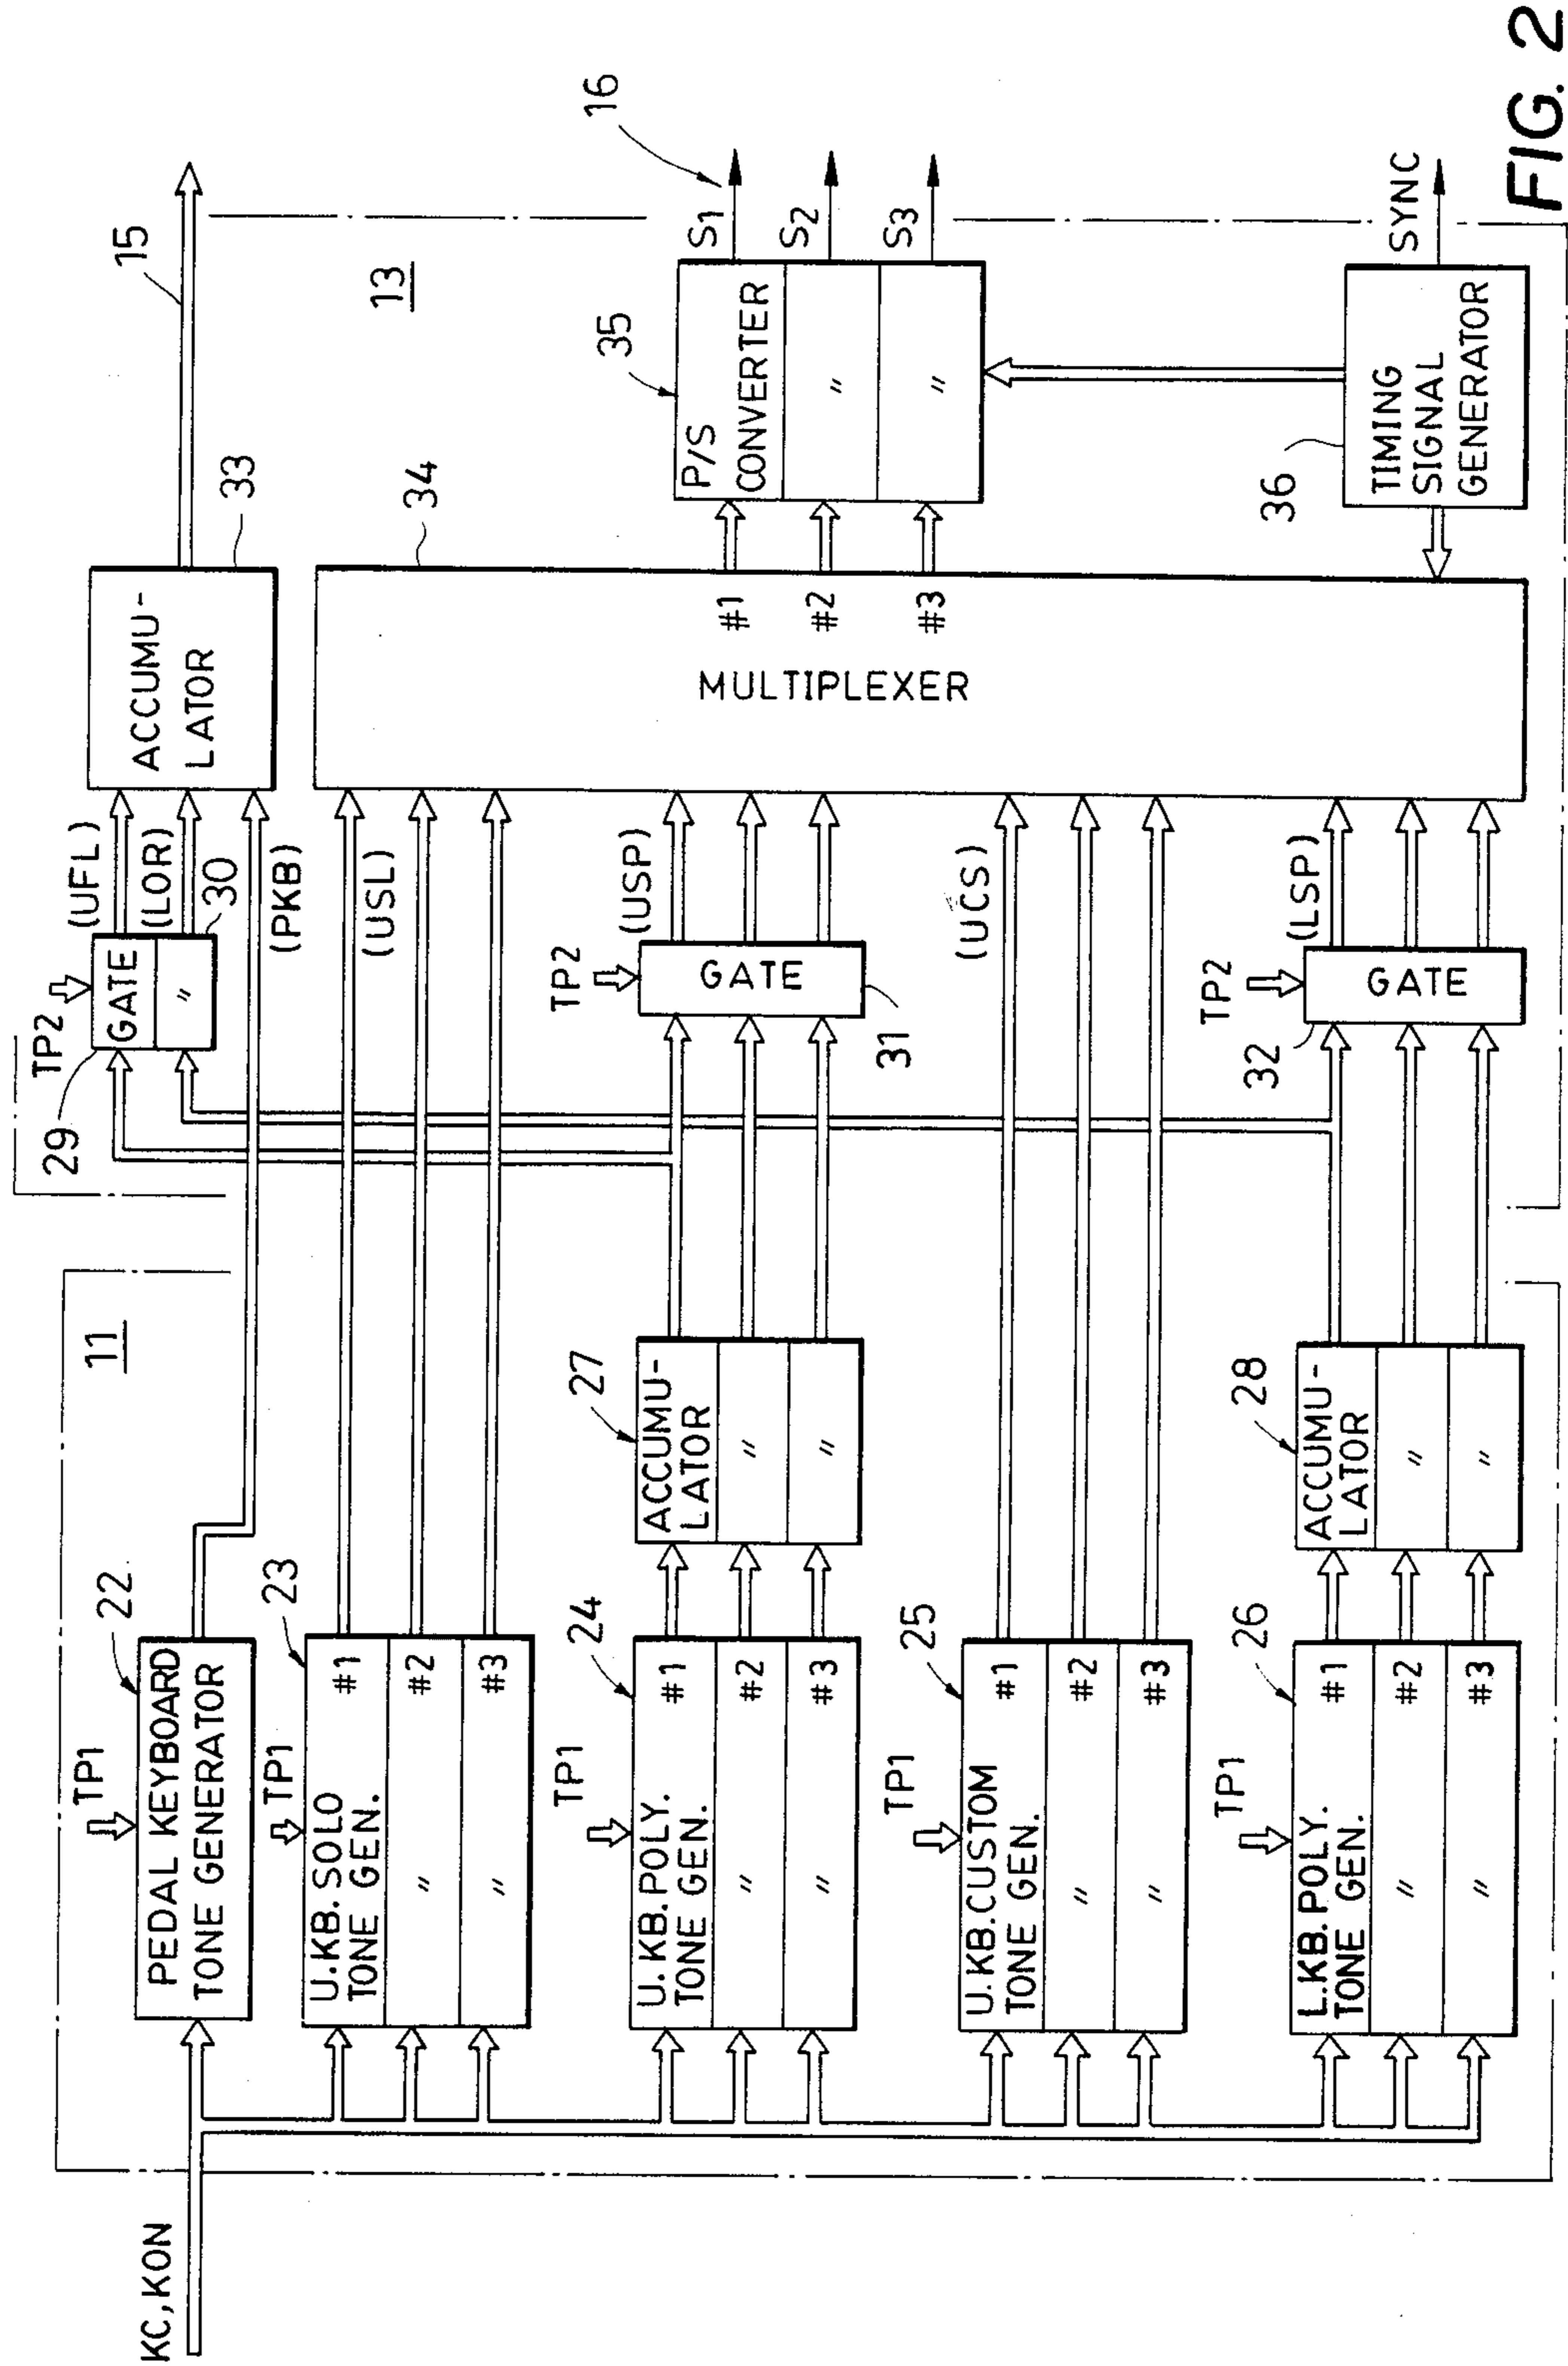 KC,KON
11
TP1
22
PEDAL KEYBOARD
TONE GENERATOR
TP1
23
U.KB.SOLO
TONE GEN.
#1
〃
#2
〃
#3
TP1
24
U.KB.POLY.
TONE GEN.
#1
〃
#2
〃
#3
27
ACCUMU-
LATOR
〃
〃
TP1
25
U.KB.CUSTOM
TONE GEN.
#1
〃
#2
〃
#3
TP1
26
L.KB.POLY.
TONE GEN.
#1
〃
#2
〃
#3
28
ACCUMU-
LATOR
〃
〃
TP2
29
GATE
〃
30
(UFL)
(LOR)
(PKB)
(USL)
TP2
GATE
31
(USP)
(UCS)
TP2
32
GATE
(LSP)
ACCUMU-
LATOR
33
15
13
34
MULTIPLEXER
#1
#2
#3
35
P/S
CONVERTER
〃
〃
S1
S2
S3
16
36
TIMING
SIGNAL
GENERATOR
SYNC
FIG. 2